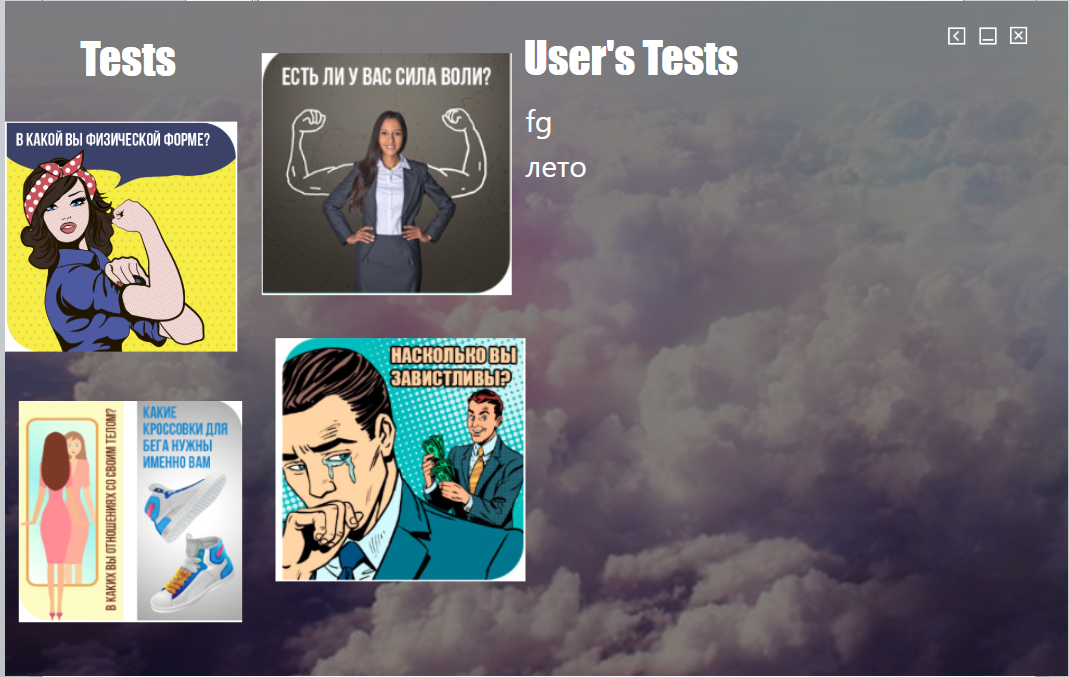 Tests
В КАКОЙ ВЫ ФИЗИЧЕСКОЙ ФОРМЕ?
В КАКИХ ВЫ ОТНОШЕНИЯХ СО СВОИМ ТЕЛОМ?
КАКИЕ
КРОССОВКИ ДЛЯ
БЕГА НУЖНЫ
ИМЕННО ВАМ
ЕСТЬ ЛИ У ВАС СИЛА ВОЛИ?
НАСКОЛЬКО ВЫ
ЗАВИСТЛИВЫ?
User's Tests
fg
лето